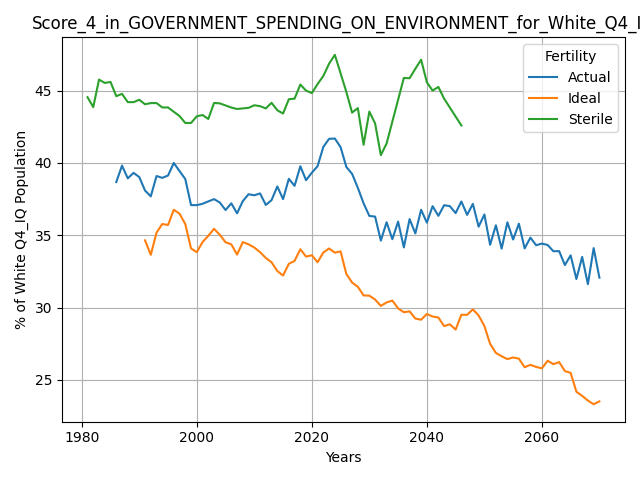 Score_4_in_GOVERNMENT_SPENDING_ON_ENVIRONMENT_for_White_Q4_I
Fertility
Actual
Ideal
Sterile
% of White Q4_IQ Population
45
40
35
30
25
1980
2000
2020
2040
2060
Years